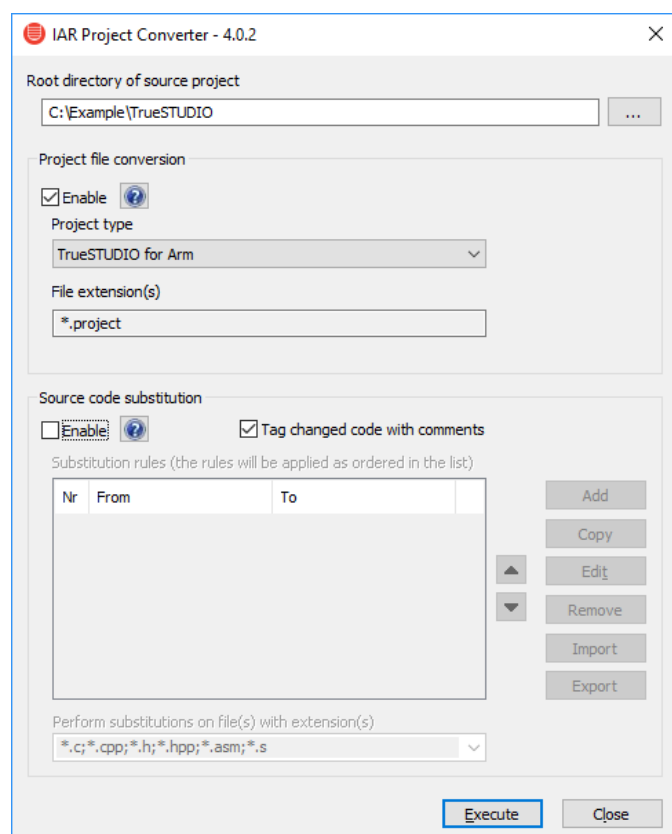 IAR Project Converter - 4.0.2
Root directory of source project
C:\Example\TrueSTUDIO
...
Project file conversion
Enable
Project type
TrueSTUDIO for Arm
File extension(s)
*.project
Source code substitution
Enable Tag changed code with comments
Substitution rules (the rules will be applied as ordered in the list)
Nr From To
Add
Copy
Edit
Remove
Import
Export
Perform substitutions on file(s) with extension(s)
*.c;*.cpp;*.h;*.hpp;*.asm;*.s
Execute Close